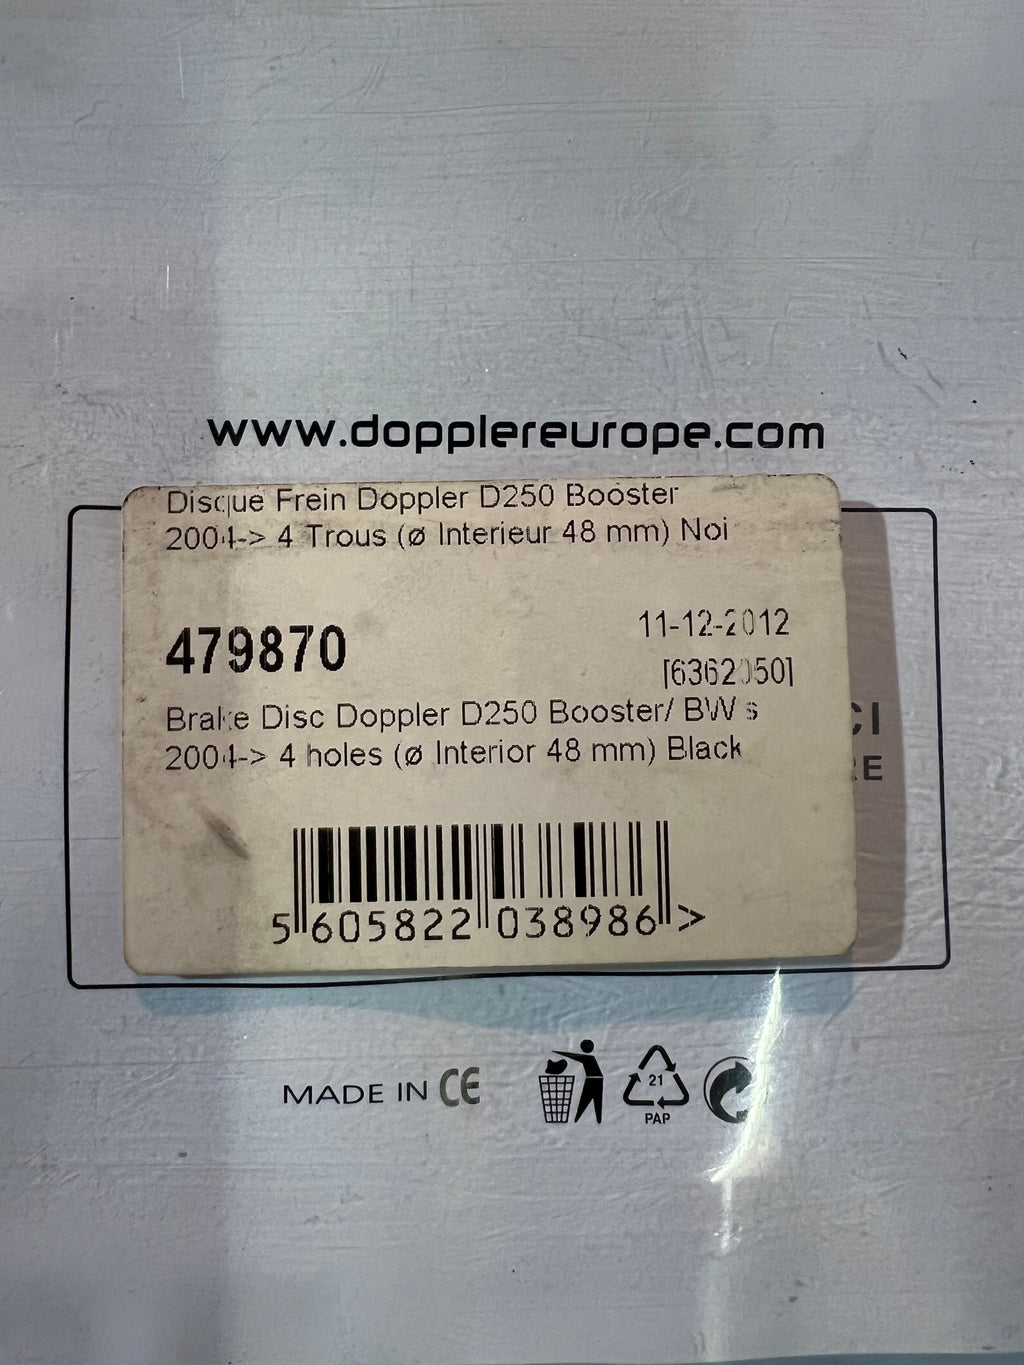 www.dopplereurope.com
Disque Frein Doppler D250 Booster
2004-> 4 Trous (ø Interieur 48 mm) Noi
479870
11-12-2012
[6362050]
Brake Disc Doppler D250 Booster/ BW s
2004-> 4 holes (ø Interior 48 mm) Black
5 605822 038986 >
MADE IN CE
21
PAP